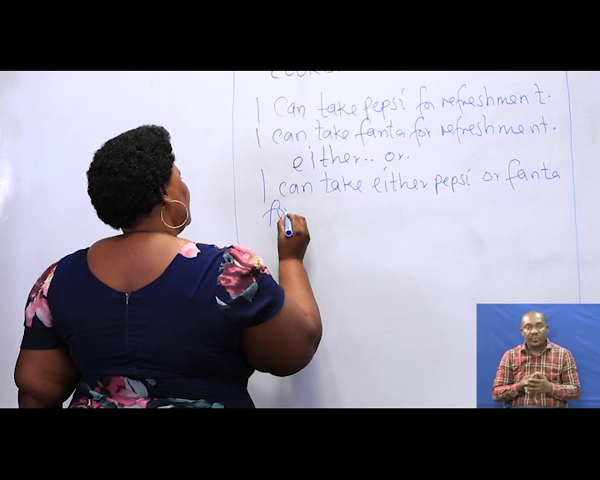 I can take pepsi for refreshment.
I can take fanta for refreshment.
either.. or.
I can take either pepsi or fanta